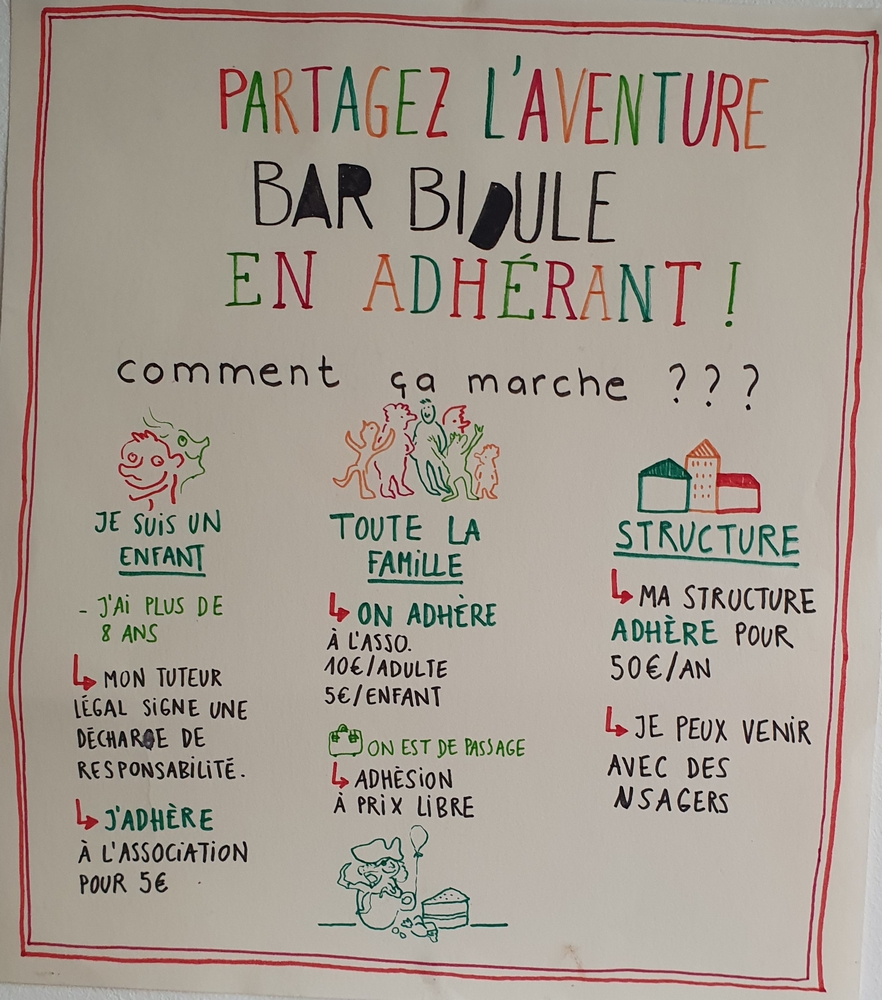 PARTAGEZ L'AVENTURE
BAR BIDULE
EN ADHÉRANT !
comment ça marche ???
JE SUIS UN
ENFANT
- J'AI PLUS DE
8 ANS
MON TUTEUR
LÉGAL SIGNE UNE
DÉCHARGE DE
RESPONSABILITÉ.
J'ADHÈRE
À L'ASSOCIATION
POUR 5€
TOUTE LA
FAMILLE
ON ADHÈRE
À L'ASSO.
10€/ADULTE
5€/ENFANT
ON EST DE PASSAGE
ADHÈSION
À PRIX LIBRE
STRUCTURE
MA STRUCTURE
ADHÈRE POUR
50€/AN
JE PEUX VENIR
AVEC DES
USAGERS